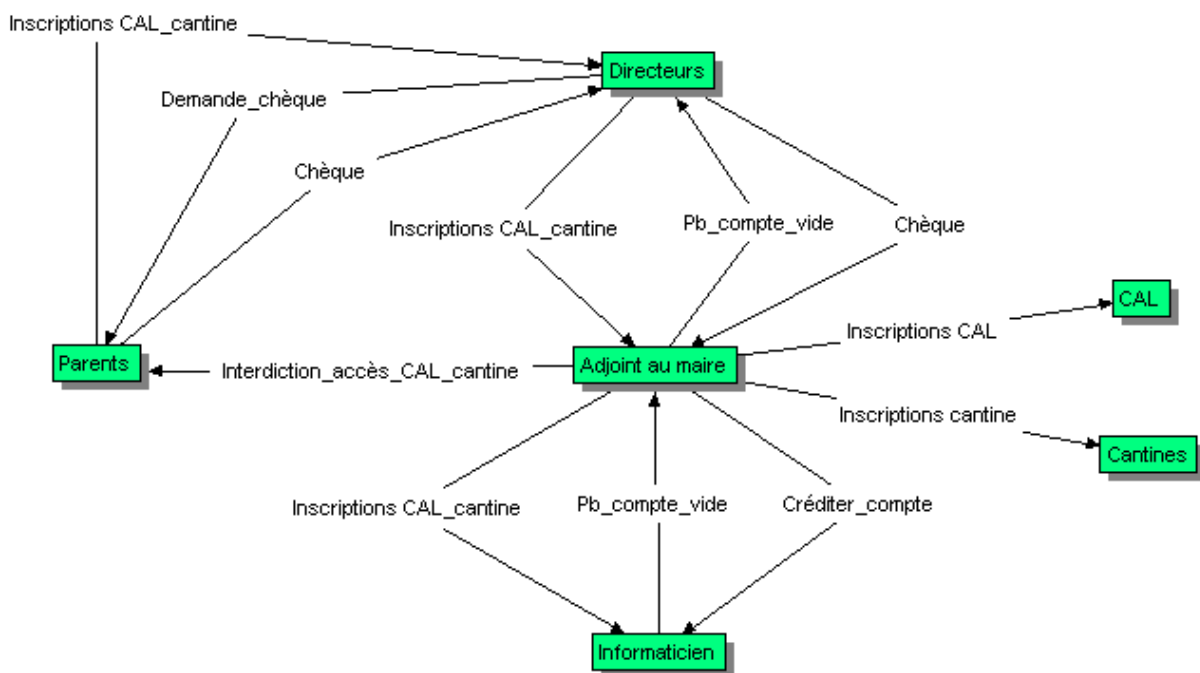 Inscriptions CAL_cantine
Directeurs
Demande_chèque
Chèque
Inscriptions CAL_cantine
Pb_compte_vide
Chèque
CAL
Inscriptions CAL
Parents
Interdiction_accès_CAL_cantine
Adjoint au maire
Inscriptions cantine
Cantines
Inscriptions CAL_cantine
Pb_compte_vide
Créditer_compte
Informaticien